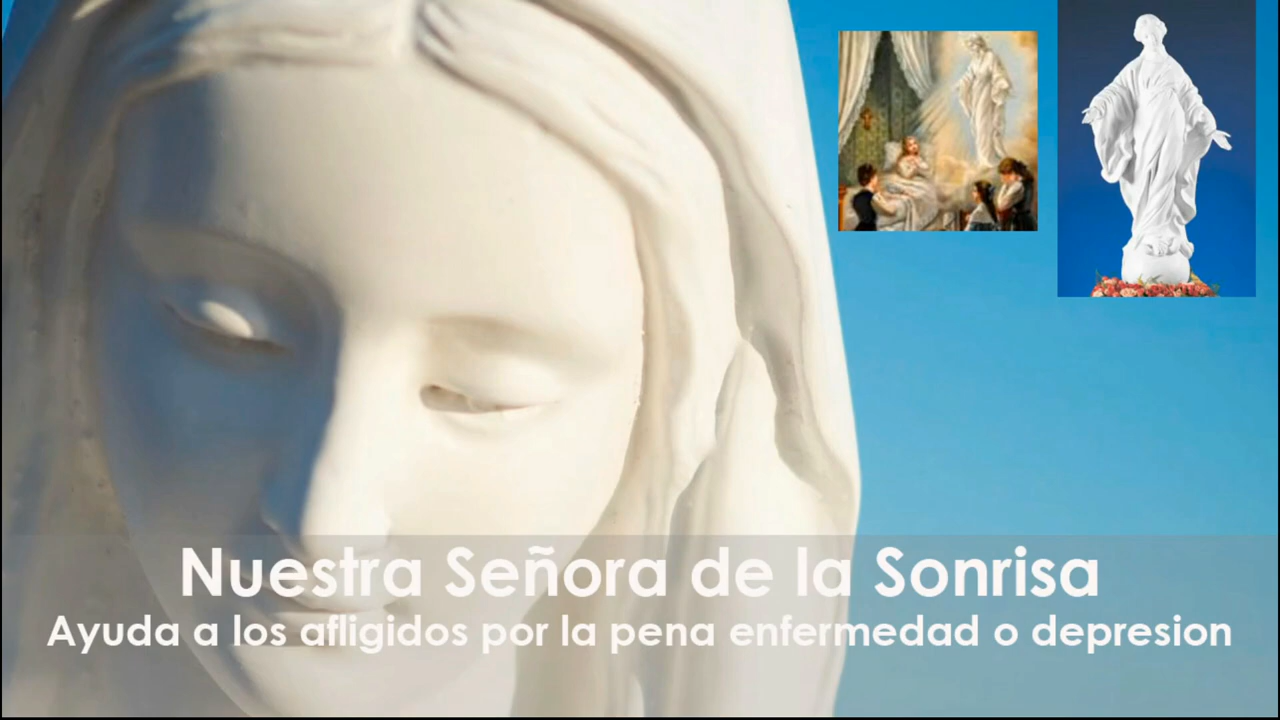 Nuestra Señora de la Sonrisa
Ayuda a los afligidos por la pena enfermedad o depresion